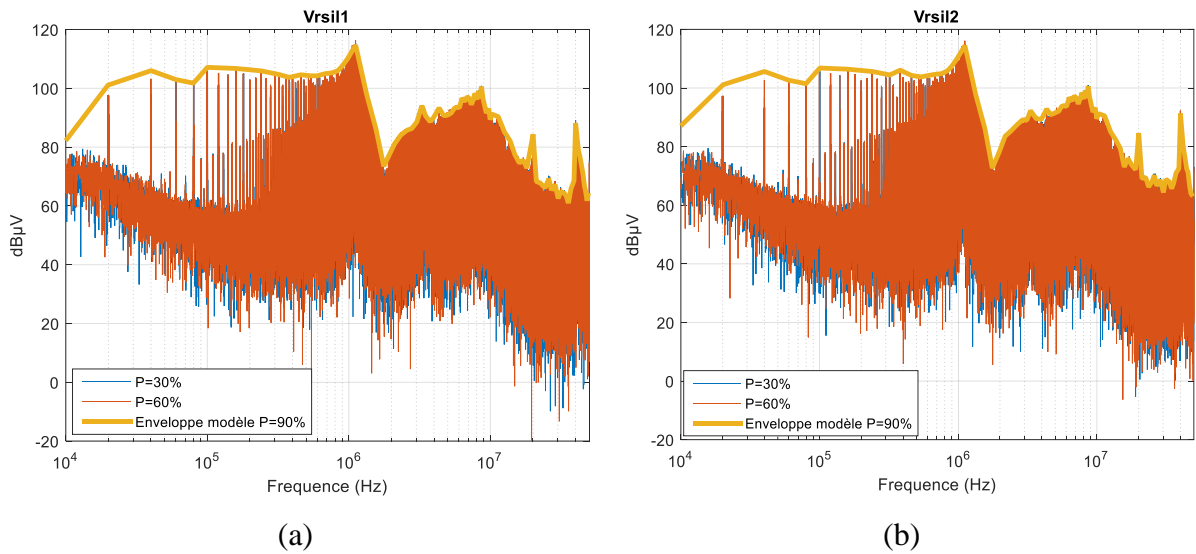 Vrsil1
120
100
80
60
40
20
0
-20
dBµV
10^4
10^5
10^6
10^7
Frequence (Hz)
P=30%
P=60%
Enveloppe modèle P=90%
(a)
Vrsil2
120
100
80
60
40
20
0
-20
dBµV
10^4
10^5
10^6
10^7
Frequence (Hz)
P=30%
P=60%
Enveloppe modèle P=90%
(b)